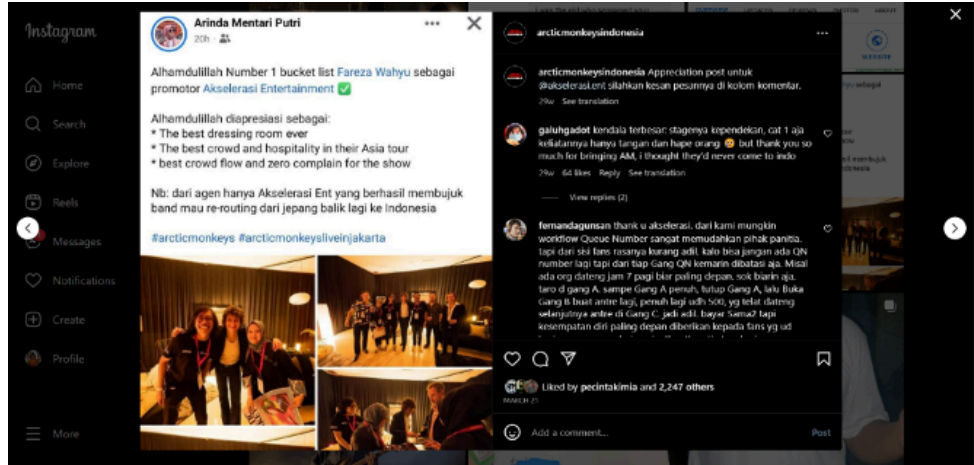 Instagram
Home
Search
Explore
Reels
Messages
Notifications
Create
Profile
More
Arinda Mentari Putri
20h
Alhamdulillah Number 1 bucket list Fareza Wahyu sebagai
promotor Akselerasi Entertainment ✅
Alhamdulillah diapresiasi sebagai:
* The best dressing room ever
* The best crowd and hospitality in their Asia tour
* best crowd flow and zero complain for the show
Nb: dari agen hanya Akselerasi Ent yang berhasil membujuk
band mau re-routing dari jepang balik lagi ke Indonesia
#arcticmonkeys #arcticmonkeysliveinjakarta
arcticmonkeysindonesia
arcticmonkeysindonesia Appreciation post untuk
@akselerasi.ent silahkan kesan pesannya di kolom komentar.
29w See translation
galuhgadot kendala terbesar: stagenya kependekan, cat 1 aja
keliatannya hanya tangan dan hape orang but thank you so
much for bringing AM, i thought they'd never come to indo
29w 64 likes Reply See translation
View replies (2)
fernandagunsan thank u akselerasi. dari kami mungkin
workflow Queue Number sangat memudahkan pihak panitia.
tapi dari sisi fans rasanya kurang adil. kalo bisa jangan ada QN
number lagi tapi dari tiap Gang QN kemarin dibatasi aja. Misal
ada org dateng jam 7 pagi biar paling depan. sok biarin aja.
taro d gang A. sampe Gang A penuh, tutup Gang A, lalu Buka
Gang B buat antre lagi, penuh lagi udh 500, yg telat dateng
selanjutnya antre di Gang C. jadi adil. bayar Sama2 tapi
kesempatan diri paling depan diberikan kepada fans yg ud
Liked by pecintakimia and 2,247 others
MARCH 21
Add a comment...
Post